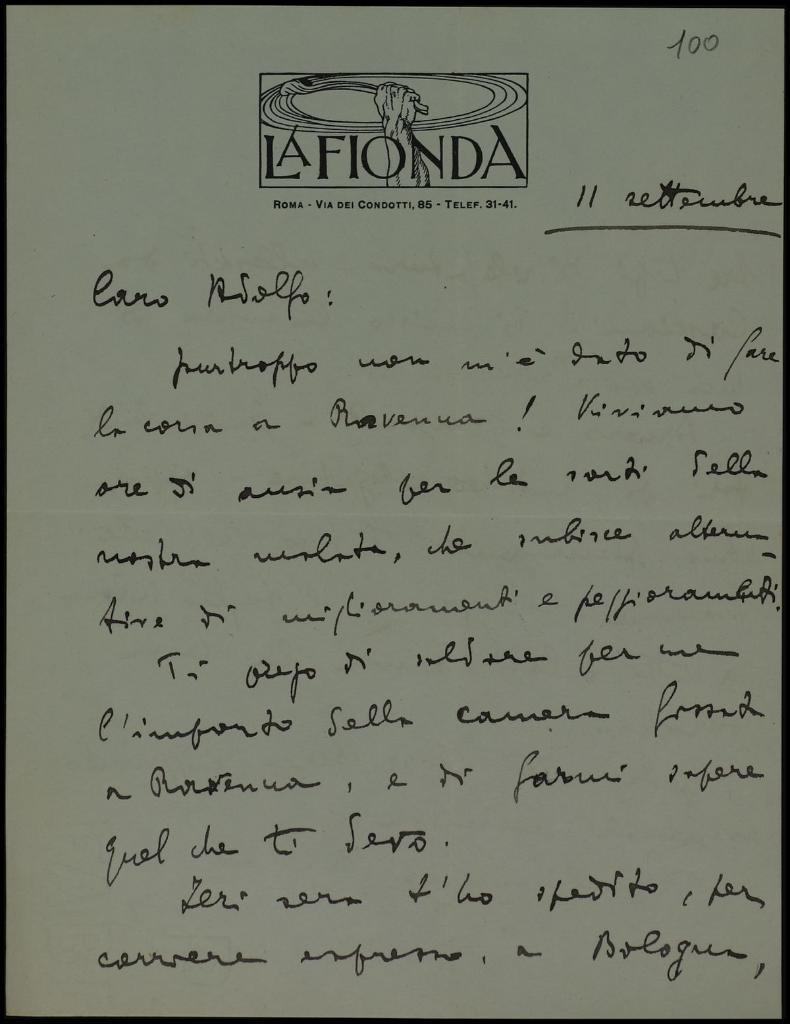 100
LA FIONDA
ROMA - VIA DEI CONDOTTI, 85 - TELEF. 31-41.
11 settembre
Caro Adolfo:
purtroppo non m'è dato di fare
la corsa a Ravenna! Viviamo
ore di ansia per le sorti della
nostra malata, che subisce alterna-
tive di miglioramenti e peggioramenti.
Ti prego di saldare per me
l'importo della camera fissata
a Ravenna, e di farmi sapere
quel che ti devo.
Ieri sera t'ho spedito, per
corriere espresso, a Bologna,